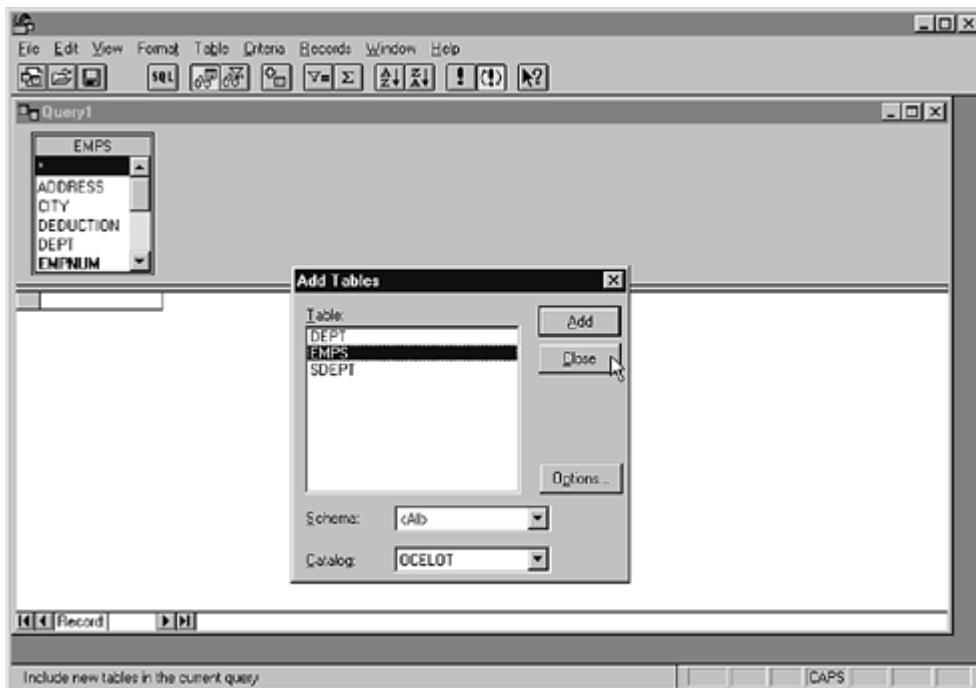 File Edit View Format Table Criteria Records Window Help
SQL
Query1
EMPS
*
ADDRESS
CITY
DEDUCTION
DEPT
EMPNUM
Add Tables
Table:
DEPT
EMPS
SDEPT
Add
Close
Options...
Schema: <All>
Catalog: OCELOT
Record
Include new tables in the current query
CAPS